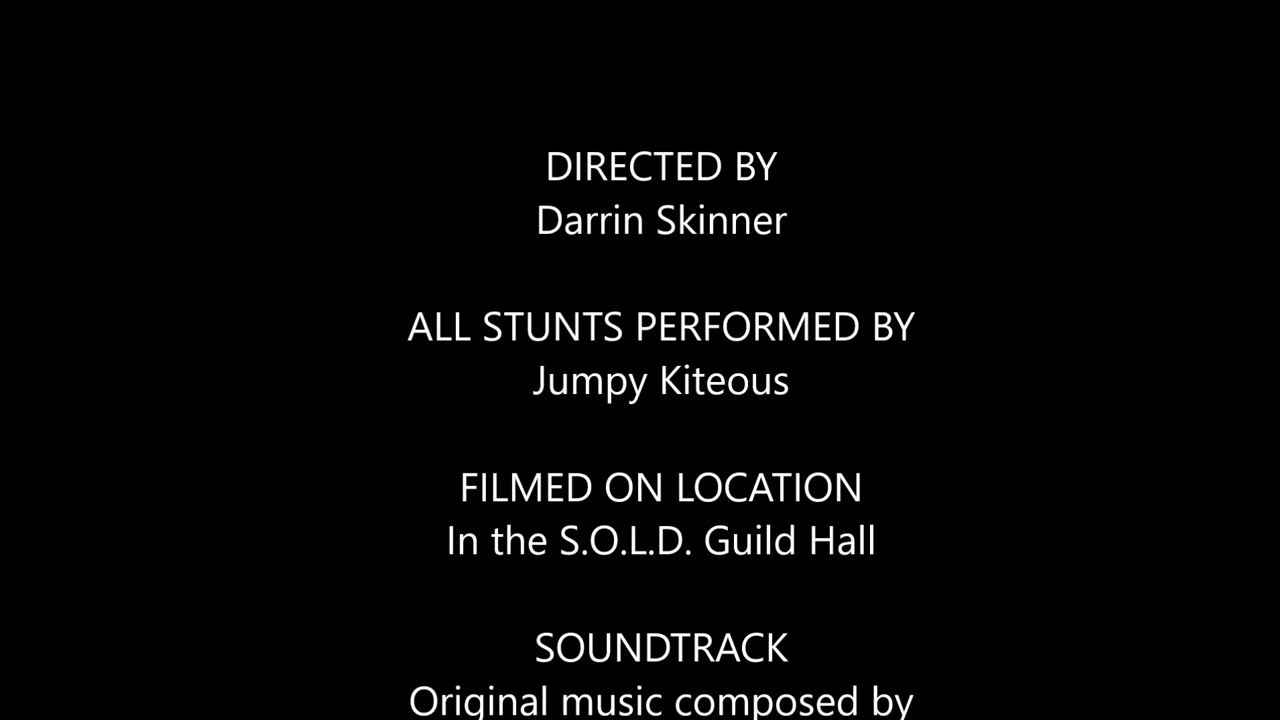 DIRECTED BY
Darrin Skinner
ALL STUNTS PERFORMED BY
Jumpy Kiteous
FILMED ON LOCATION
In the S.O.L.D. Guild Hall
SOUNDTRACK
Original music composed by